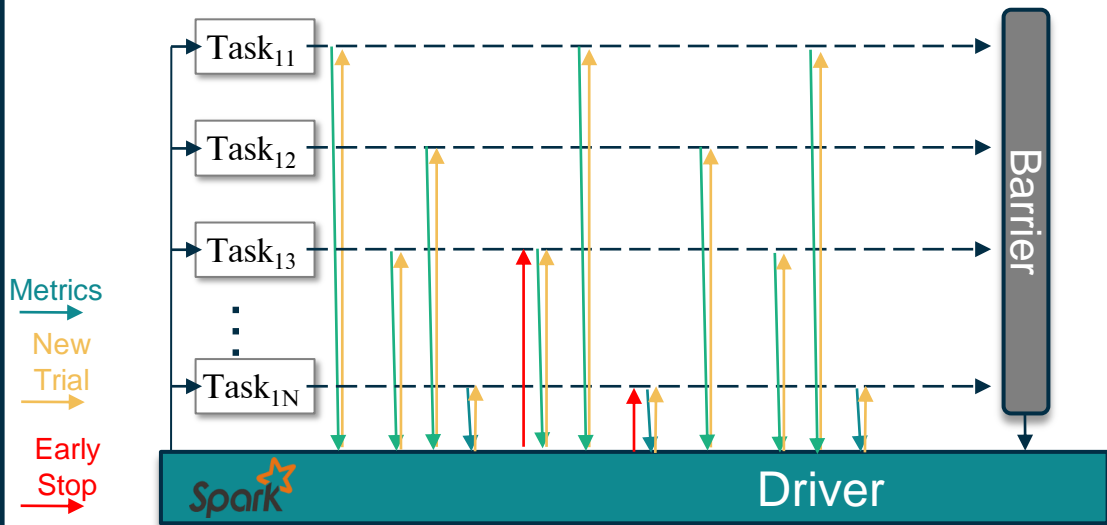 Task11
Task12
Task13
Task1N
Barrier
Metrics
New
Trial
Early
Stop
Spark
Driver